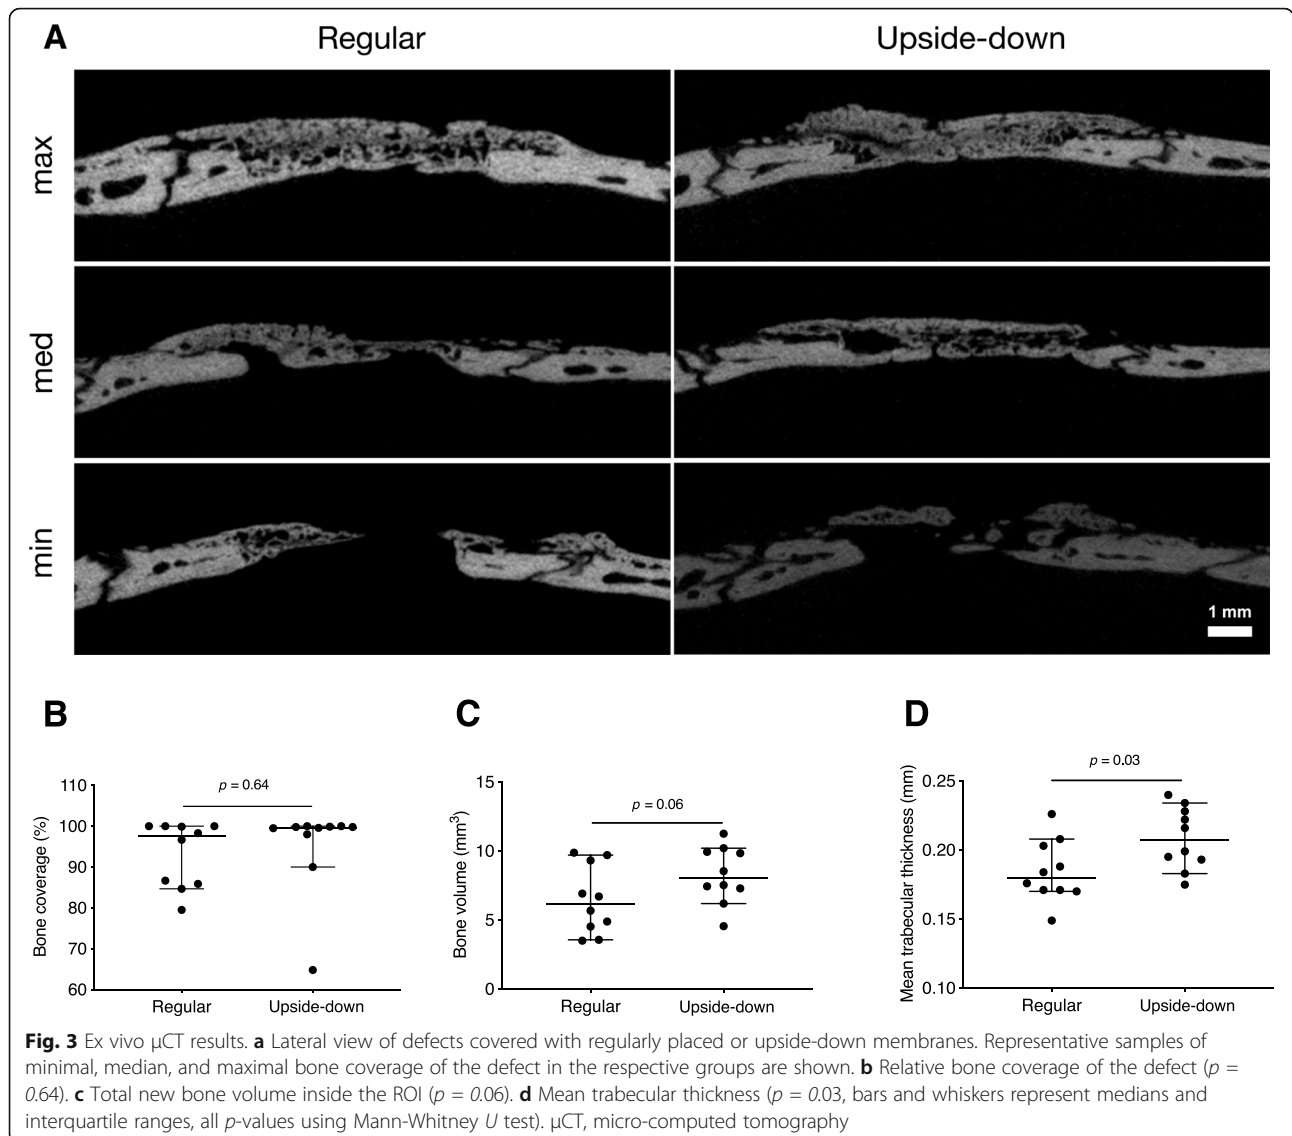 A
Regular
Upside-down
max
med
min
1 mm
B
p = 0.64
Bone coverage (%)
110
100
90
80
70
60
Regular
Upside-down
C
p = 0.06
Bone volume (mm³)
15
10
5
0
Regular
Upside-down
D
p = 0.03
Mean trabecular thickness (mm)
0.25
0.20
0.15
0.10
Regular
Upside-down
Fig. 3 Ex vivo µCT results. a Lateral view of defects covered with regularly placed or upside-down membranes. Representative samples of
minimal, median, and maximal bone coverage of the defect in the respective groups are shown. b Relative bone coverage of the defect (p =
0.64). c Total new bone volume inside the ROI (p = 0.06). d Mean trabecular thickness (p = 0.03, bars and whiskers represent medians and
interquartile ranges, all p-values using Mann-Whitney U test). µCT, micro-computed tomography